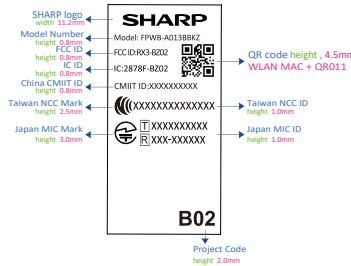 SHARP logo
width 11.2mm
Model Number
height 0.8mm
FCC ID
height 0.8mm
IC ID
height 0.8mm
China CMIIT ID
height 0.8mm
Taiwan NCC Mark
height 2.5mm
Japan MIC Mark
height 3.0mm
SHARP
Model: FPWB-A013BBKZ
FCC ID:RX3-BZ02
IC:2878F-BZ02
CMIIT ID:XXXXXXXXXX
XXXXXXXXXXXXXX
T XXXXXXXXXX
R XXX-XXXXXX
B02
QR code height , 4.5mm
WLAN MAC + QR011
Taiwan NCC ID
height 1.0mm
Japan MIC ID
height 1.0mm
Project Code
height 2.0mm